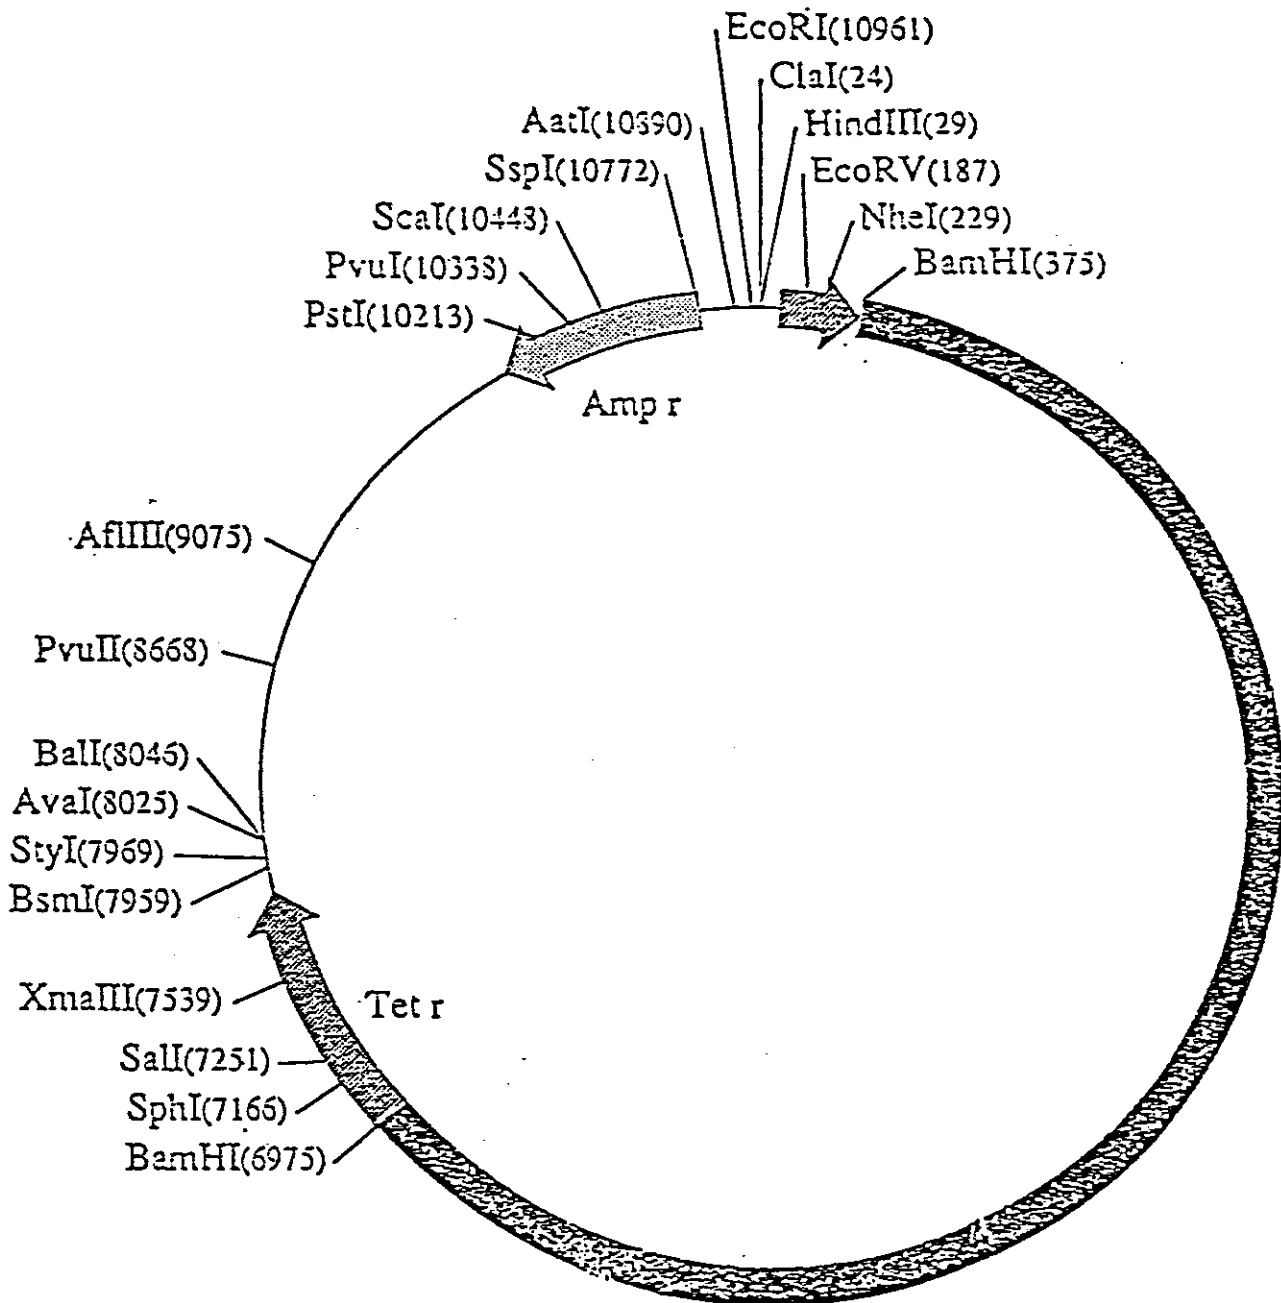 EcoRI(10961)
ClaI(24)
AatI(10890)
HindIII(29)
SspI(10772)
EcoRV(187)
ScaI(10448)
NheI(229)
PvuI(10338)
BamHI(375)
PstI(10213)
Amp r
AflIII(9075)
PvuII(8668)
BalI(8046)
AvaI(8025)
StyI(7969)
BsmI(7959)
XmaIII(7539)
Tet r
SalI(7251)
SphI(7166)
BamHI(6975)